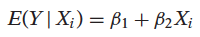 E(Y | Xᵢ) = β₁ + β₂Xᵢ